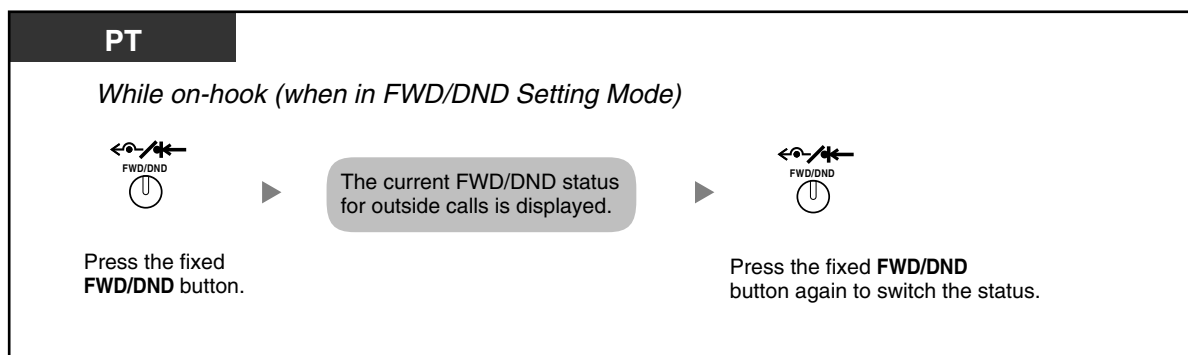 PT
While on-hook (when in FWD/DND Setting Mode)
FWD/DND
The current FWD/DND status
for outside calls is displayed.
FWD/DND
Press the fixed
FWD/DND button.
Press the fixed FWD/DND
button again to switch the status.